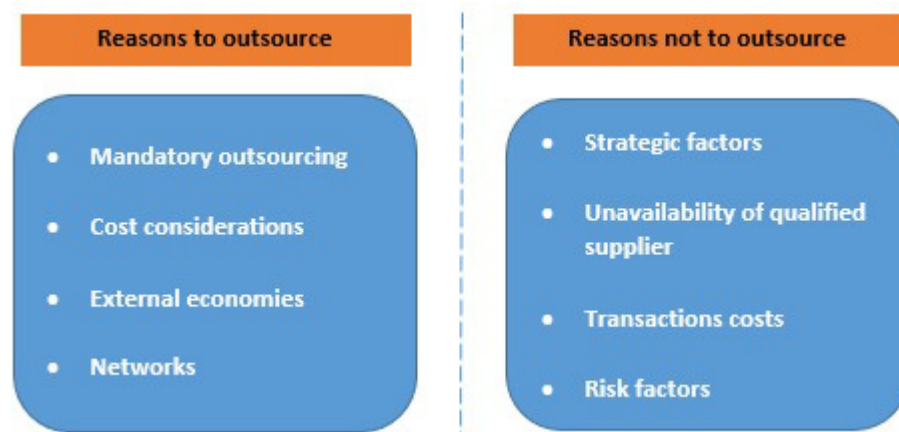 Reasons to outsource
• Mandatory outsourcing
• Cost considerations
• External economies
• Networks
Reasons not to outsource
• Strategic factors
• Unavailability of qualified
supplier
• Transactions costs
• Risk factors